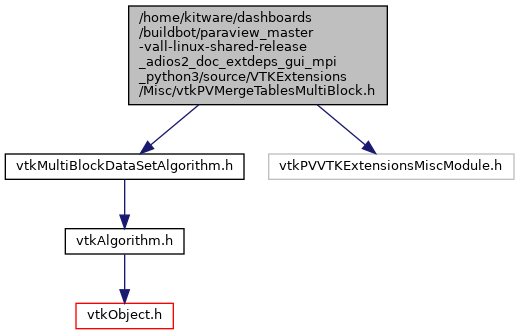 /home/kitware/dashboards
/buildbot/paraview_master
-vall-linux-shared-release
_adios2_doc_extdeps_gui_mpi
_python3/source/VTKExtensions
/Misc/vtkPVMergeTablesMultiBlock.h
vtkMultiBlockDataSetAlgorithm.h
vtkPVVTKExtensionsMiscModule.h
vtkAlgorithm.h
vtkObject.h